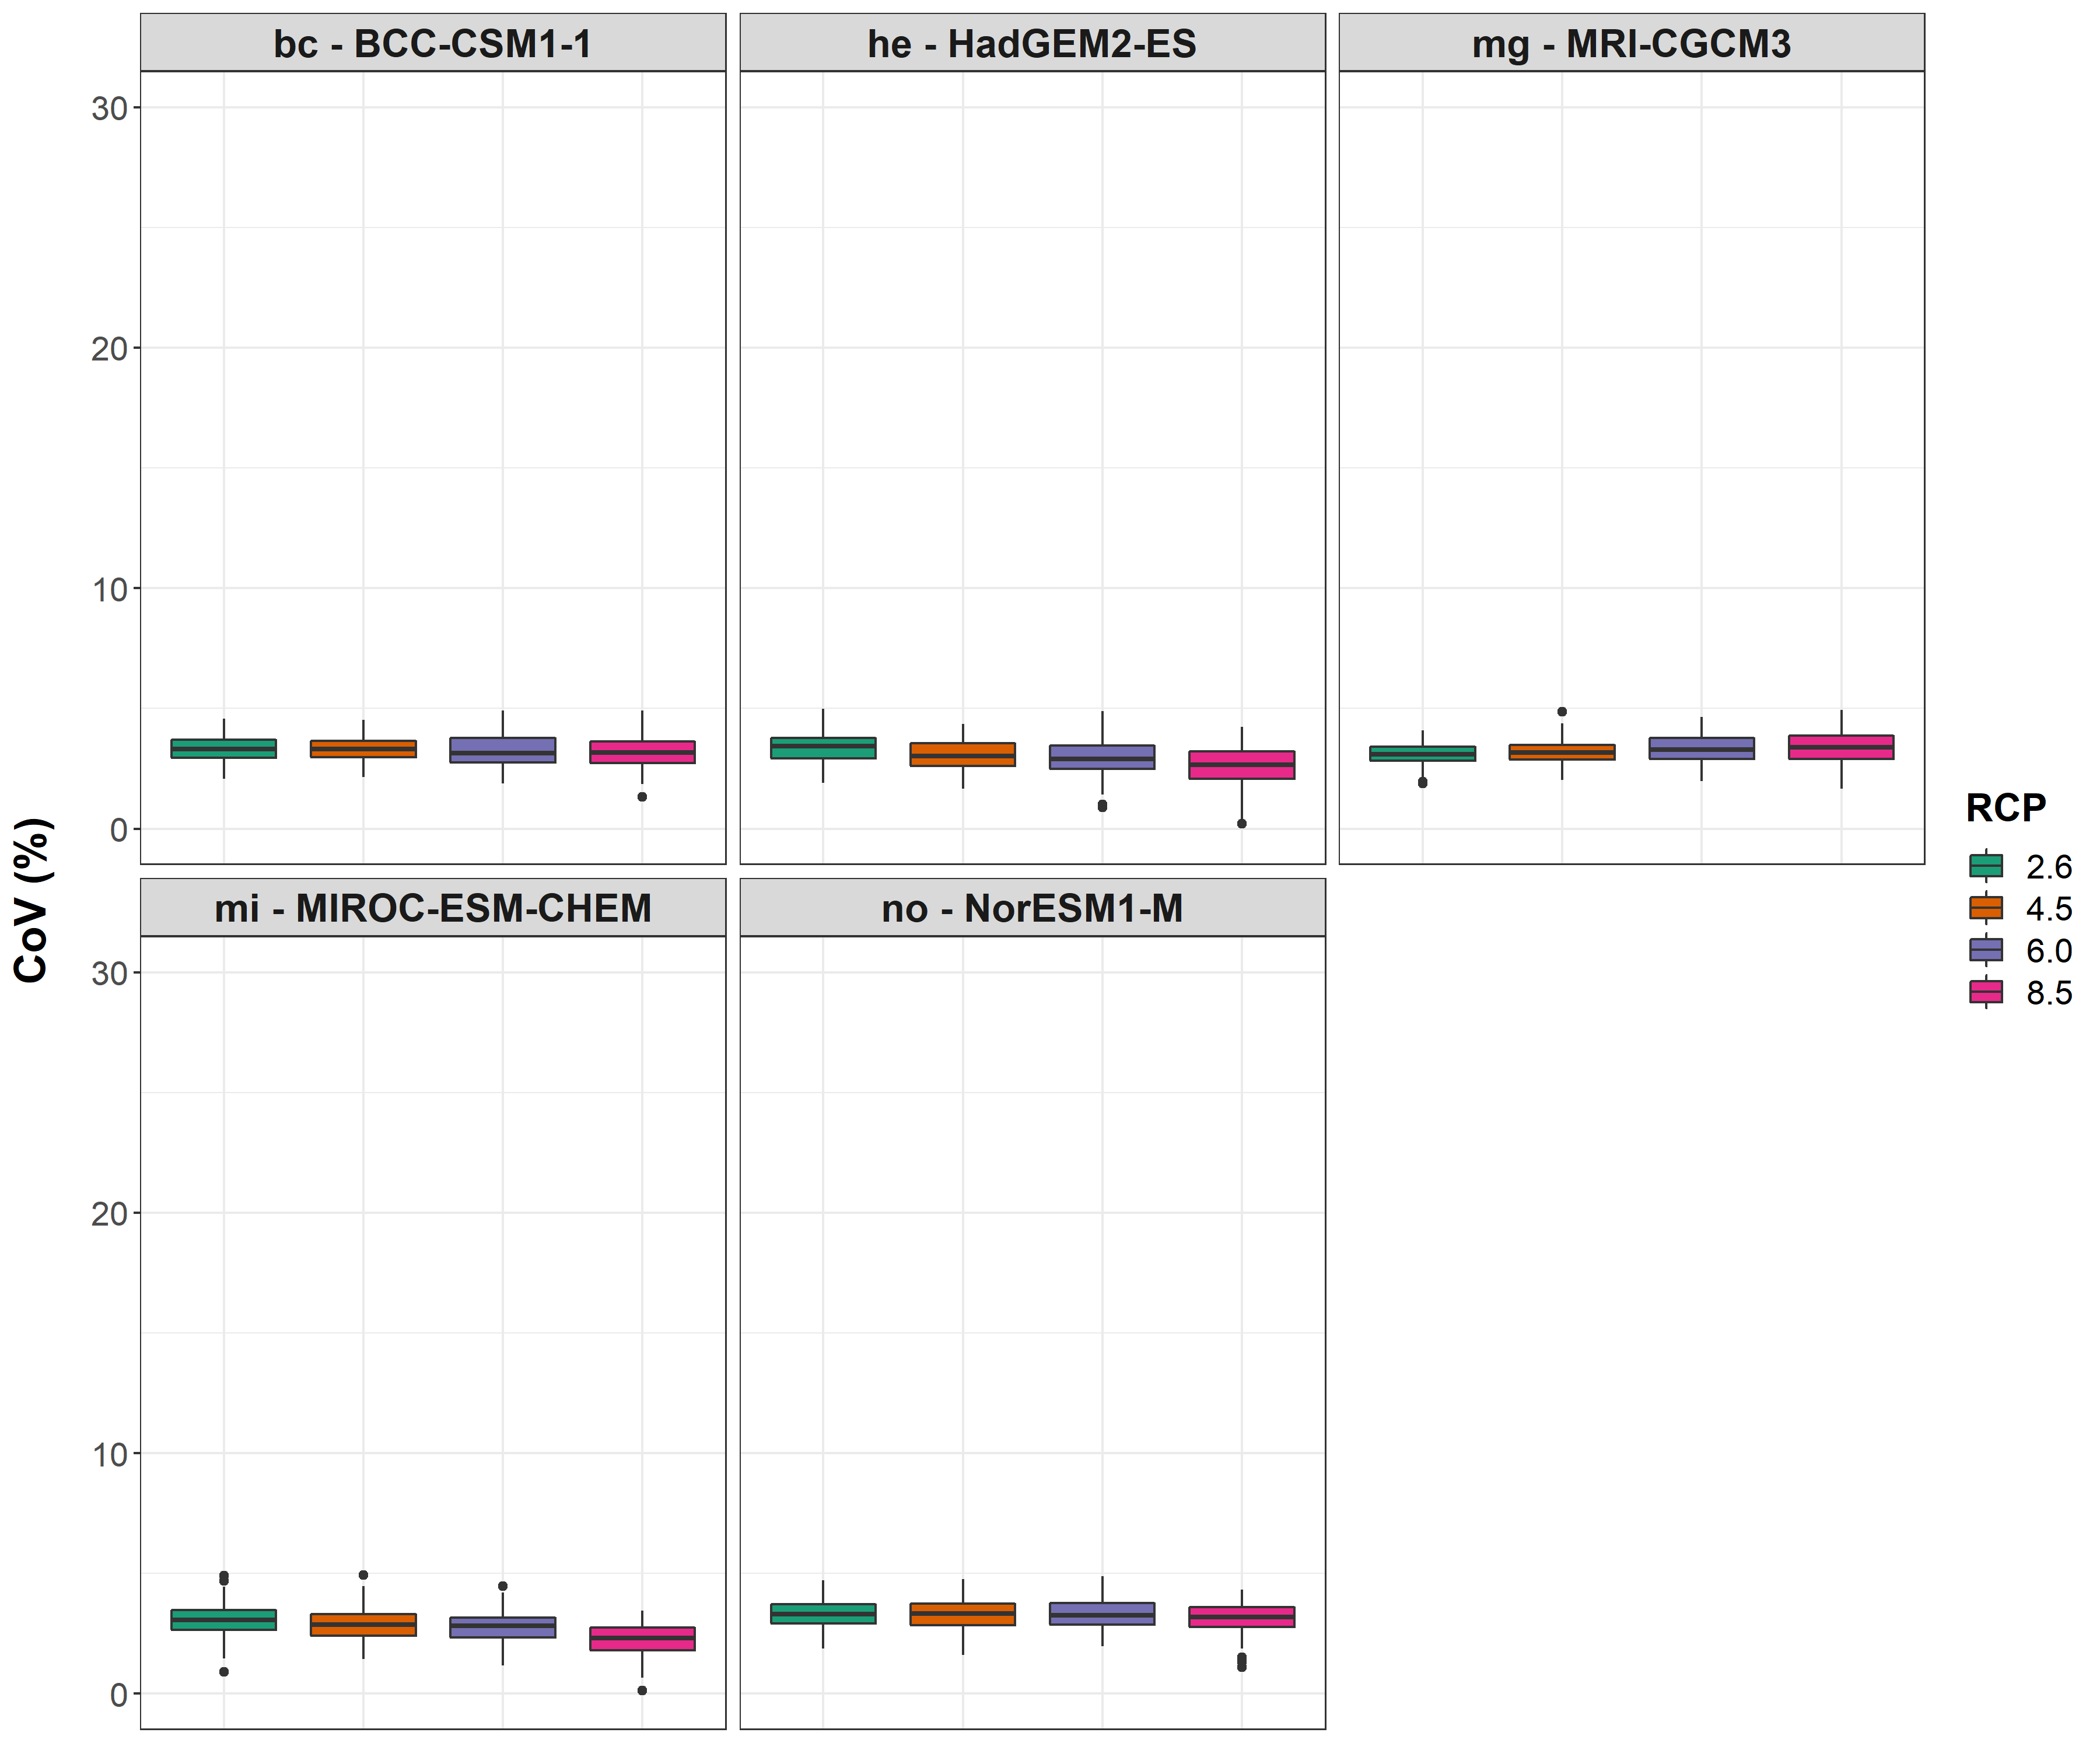 bc - BCC-CSM1-1
he - HadGEM2-ES
mg - MRI-CGCM3
30
20
10
0
CoV (%)
mi - MIROC-ESM-CHEM
no - NorESM1-M
30
20
10
0
RCP
2.6
4.5
6.0
8.5